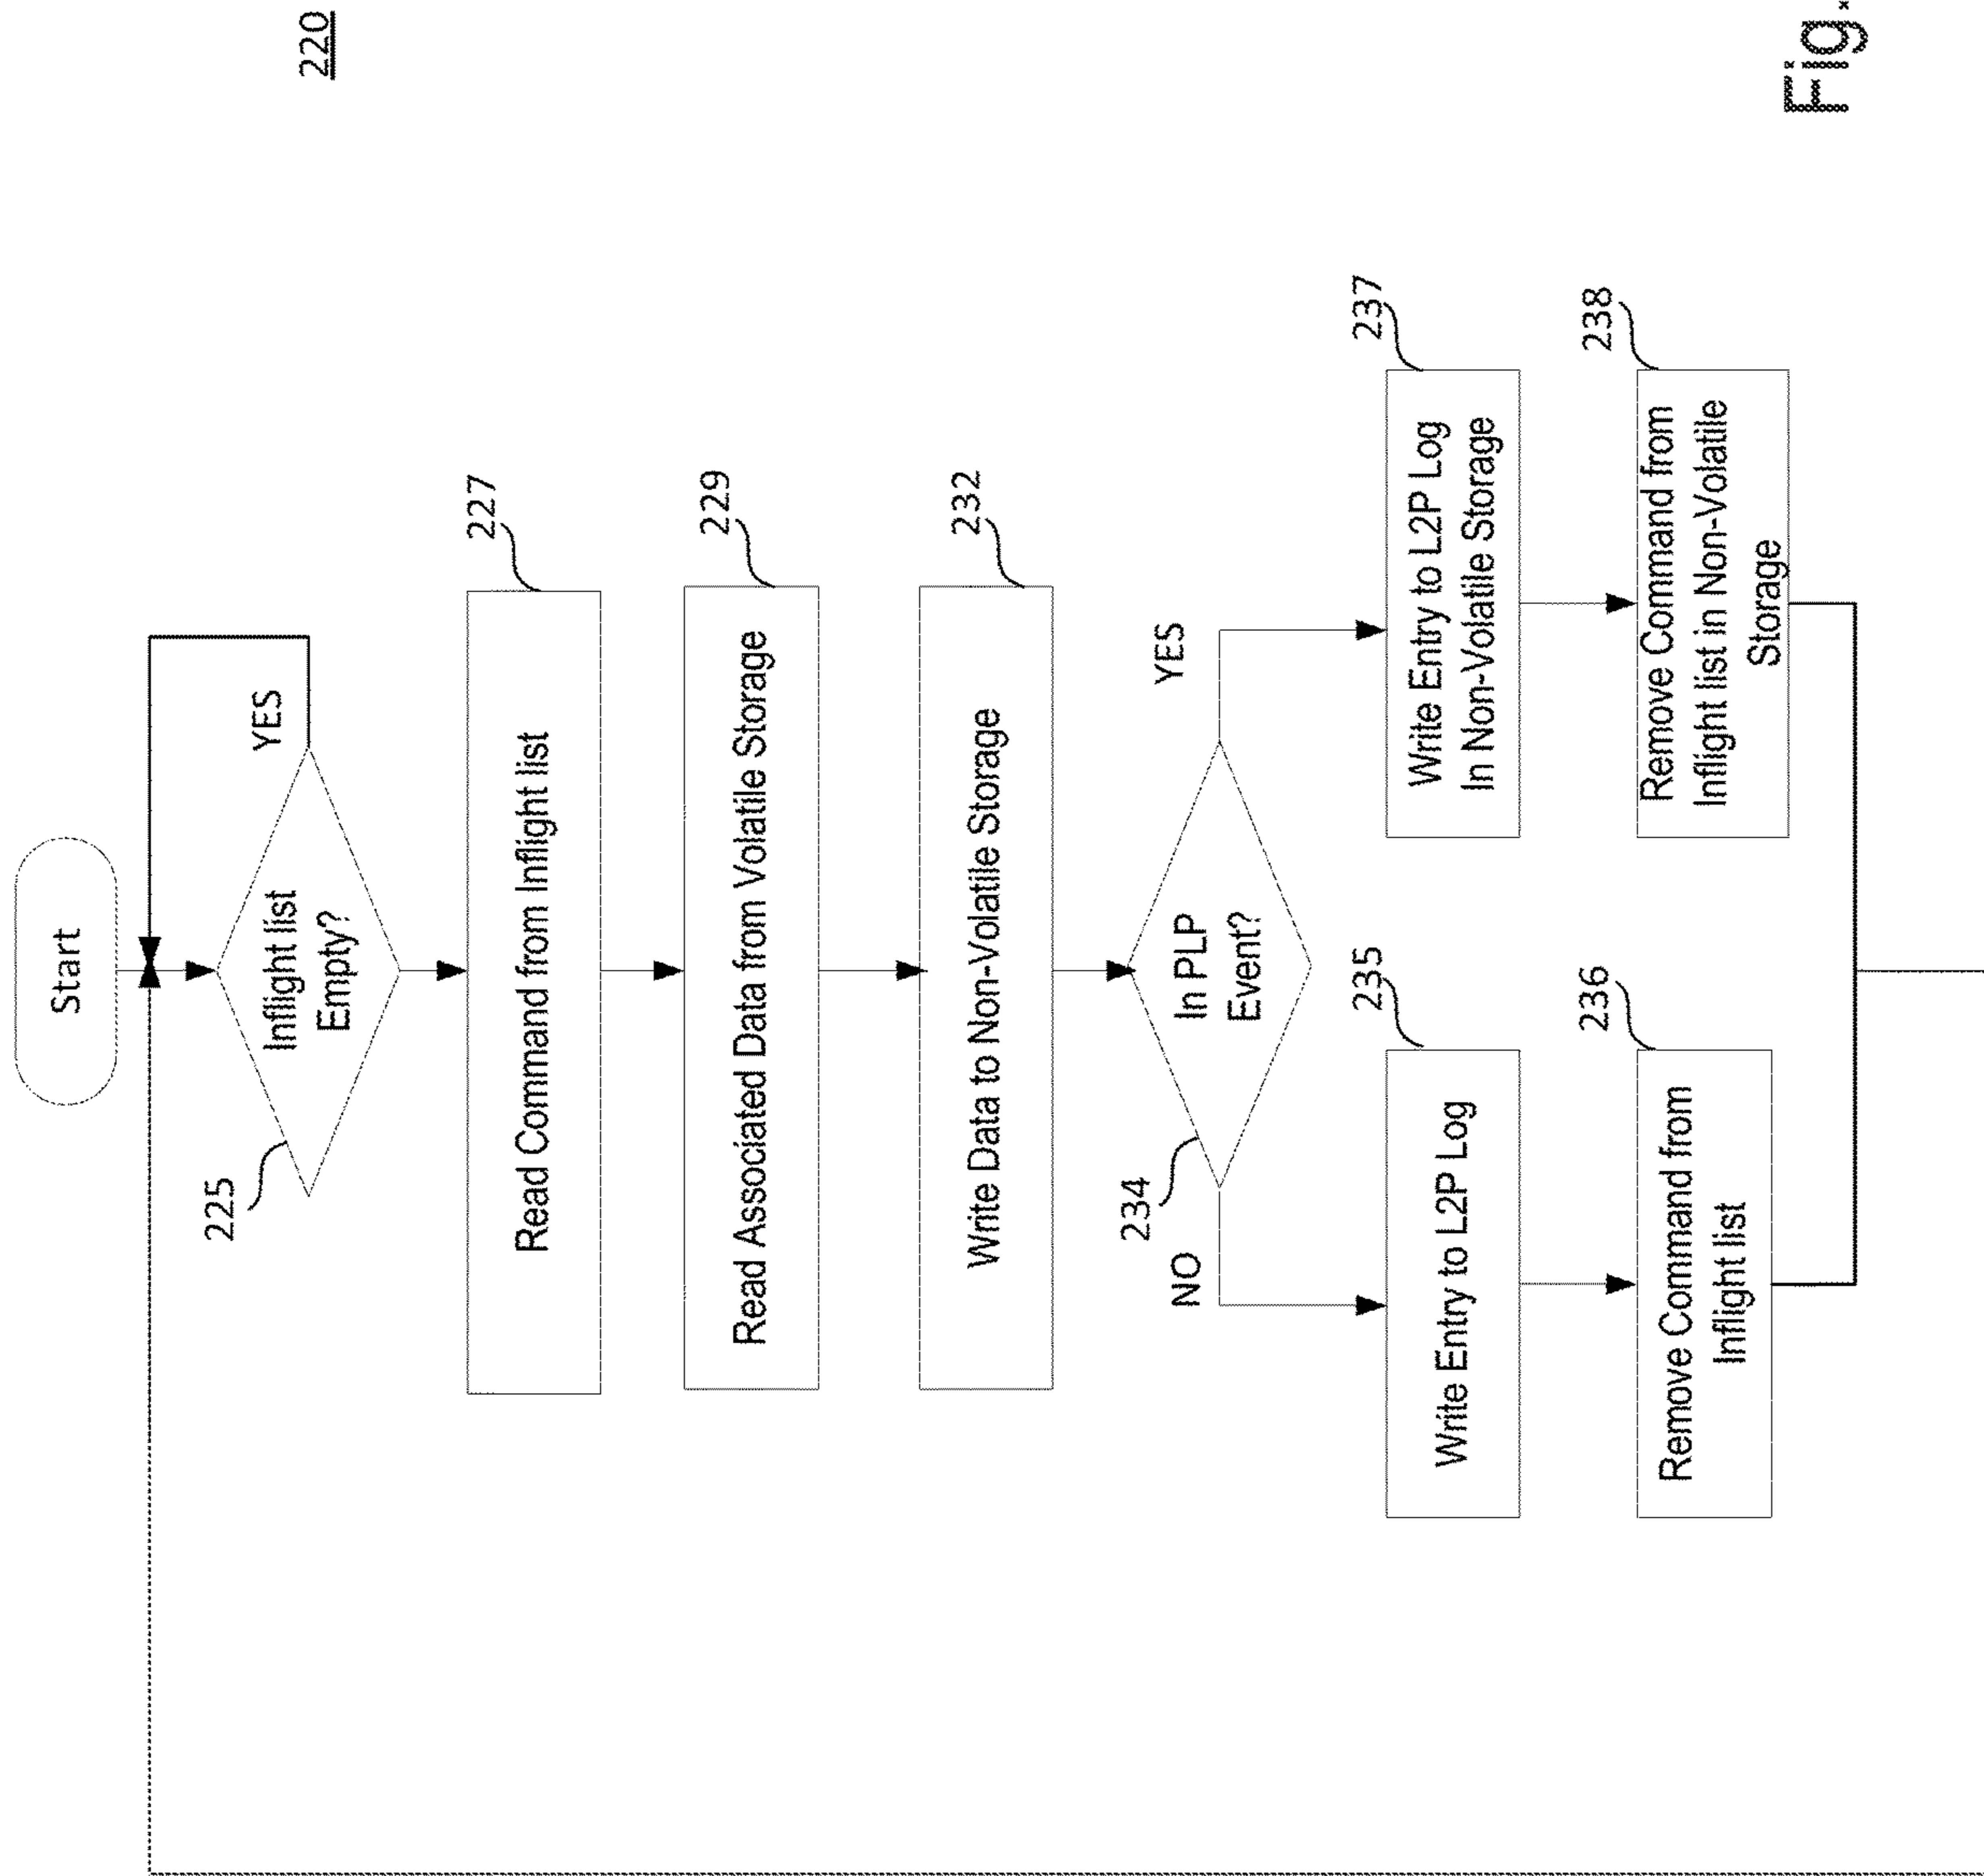 220
Start
Inflight list
Empty?
YES
225
Read Command from Inflight list
227
Read Associated Data from Volatile Storage
229
Write Data to Non-Volatile Storage
232
In PLP
Event?
234
NO
YES
Write Entry to L2P Log
235
Write Entry to L2P Log
In Non-Volatile Storage
237
Remove Command from
Inflight list
236
Remove Command from
Inflight list in Non-Volatile
Storage
238
Fig.